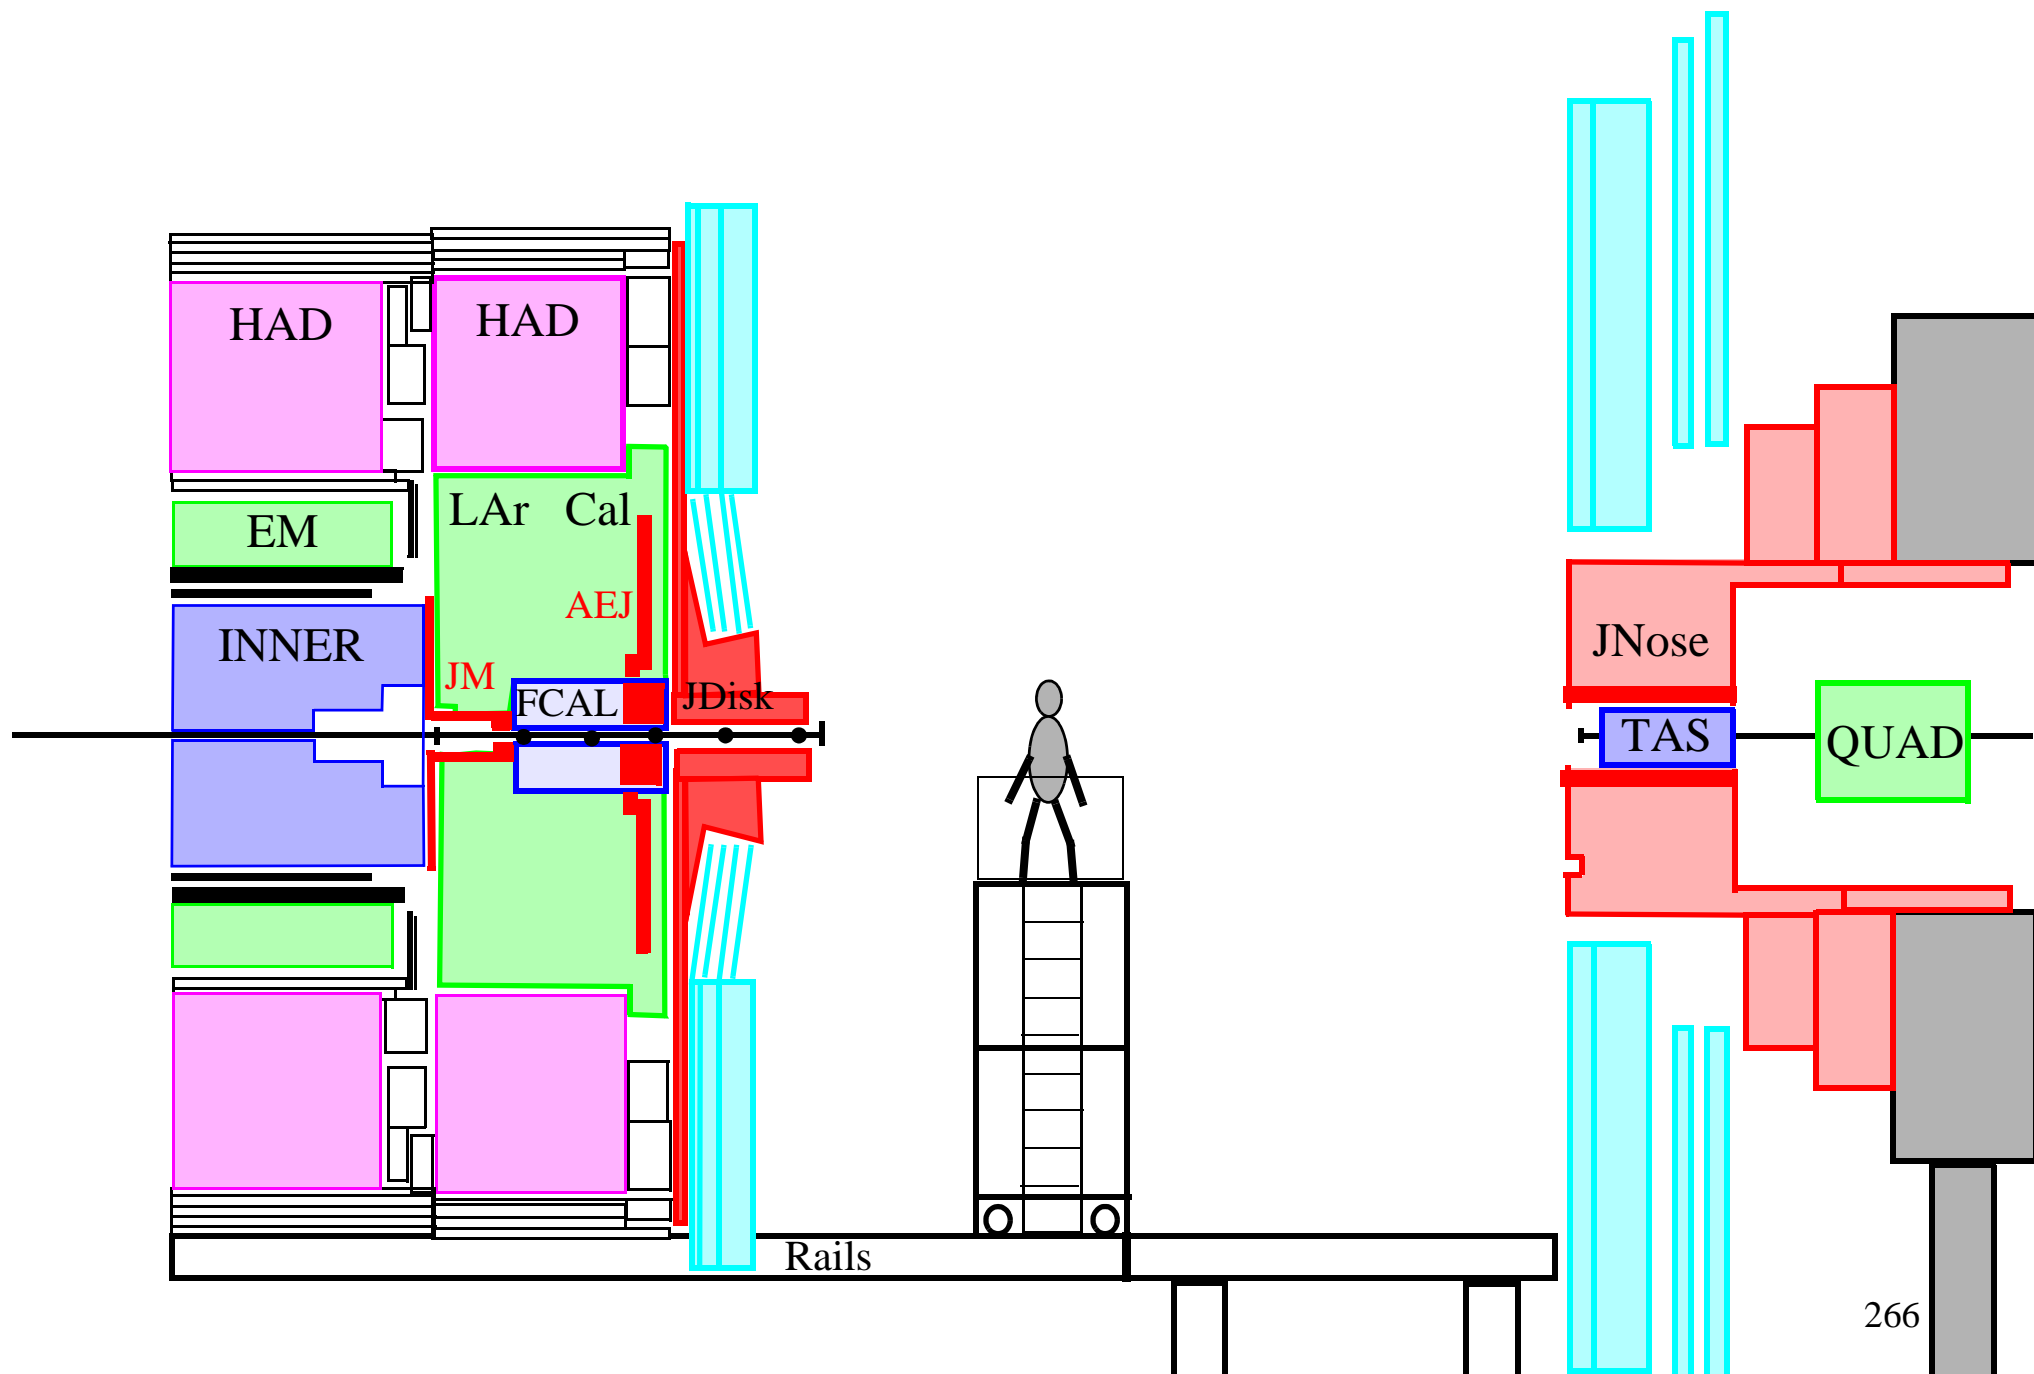 HAD
HAD
LAr Cal
EM
AEJ
INNER
JM
FCAL
JDisk
JNose
TAS
QUAD
Rails
266